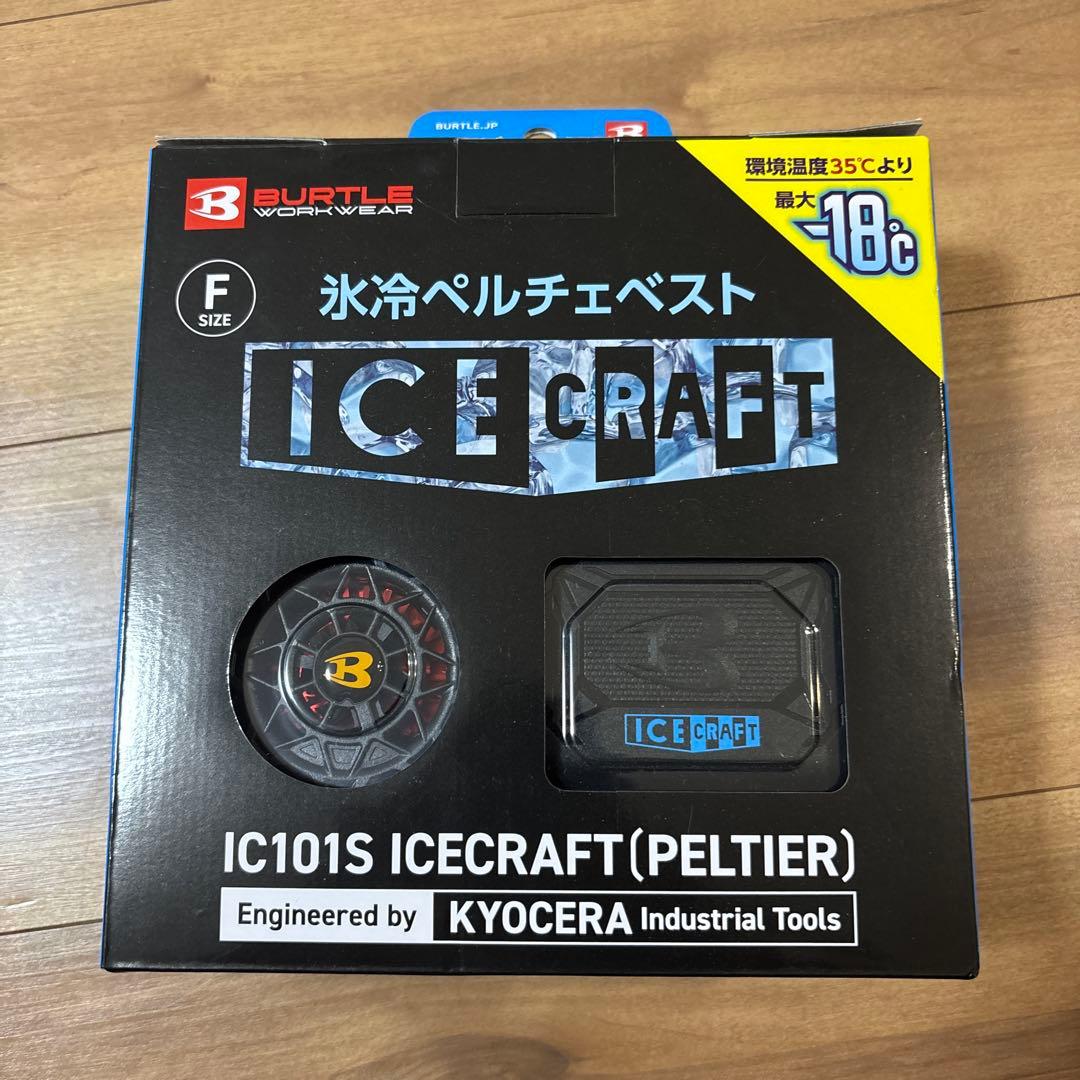 BURTLE.JP
BURTLE
WORKWEAR
環境温度35℃より
最大
-18℃
F
SIZE
氷冷ペルチェベスト
ICE CRAFT
B
ICE CRAFT
IC101S ICECRAFT(PELTIER)
Engineered by KYOCERA Industrial Tools